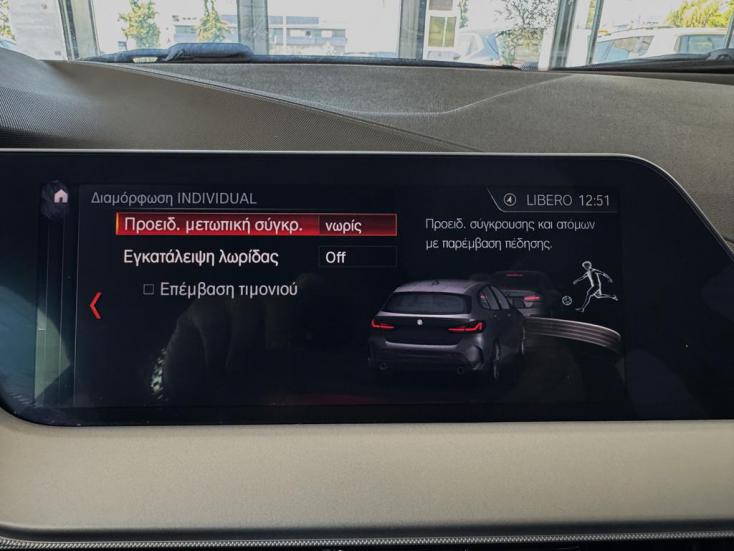 Διαμόρφωση INDIVIDUAL
LIBERO 12:51
Προειδ. μετωπική σύγκρ. νωρίς
Εγκατάλειψη λωρίδας Off
Επέμβαση τιμονιού
Προειδ. σύγκρουσης και ατόμων
με παρέμβαση πέδησης.